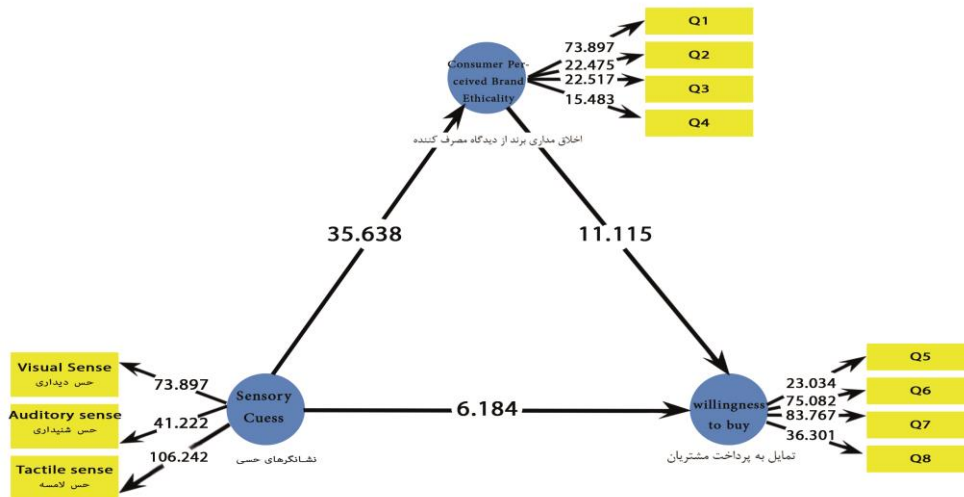 Q1
Q2
Q3
Q4
73.897
22.475
22.517
15.483
Consumer Per-
ceived Brand
Ethicality
اخلاق مداری برند از دیدگاه مصرف کننده
35.638
11.115
Visual Sense
حس دیداری
Auditory sense
حس شنیداری
Tactile sense
حس لامسه
73.897
41.222
106.242
Sensory
Cuess
نشانگرهای حسی
6.184
willingness
to buy
تمایل به پرداخت مشتریان
23.034
75.082
83.767
36.301
Q5
Q6
Q7
Q8